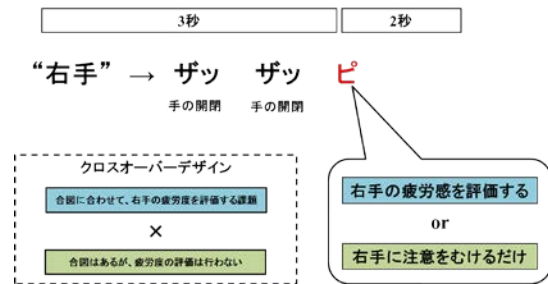 3秒
2秒
“右手” → ザッ ザッ ピ
手の開閉 手の開閉
クロスオーバーデザイン
合図に合わせて、右手の疲労度を評価する課題
×
合図はあるが、疲労度の評価は行わない
右手の疲労感を評価する
or
右手に注意をむけるだけ